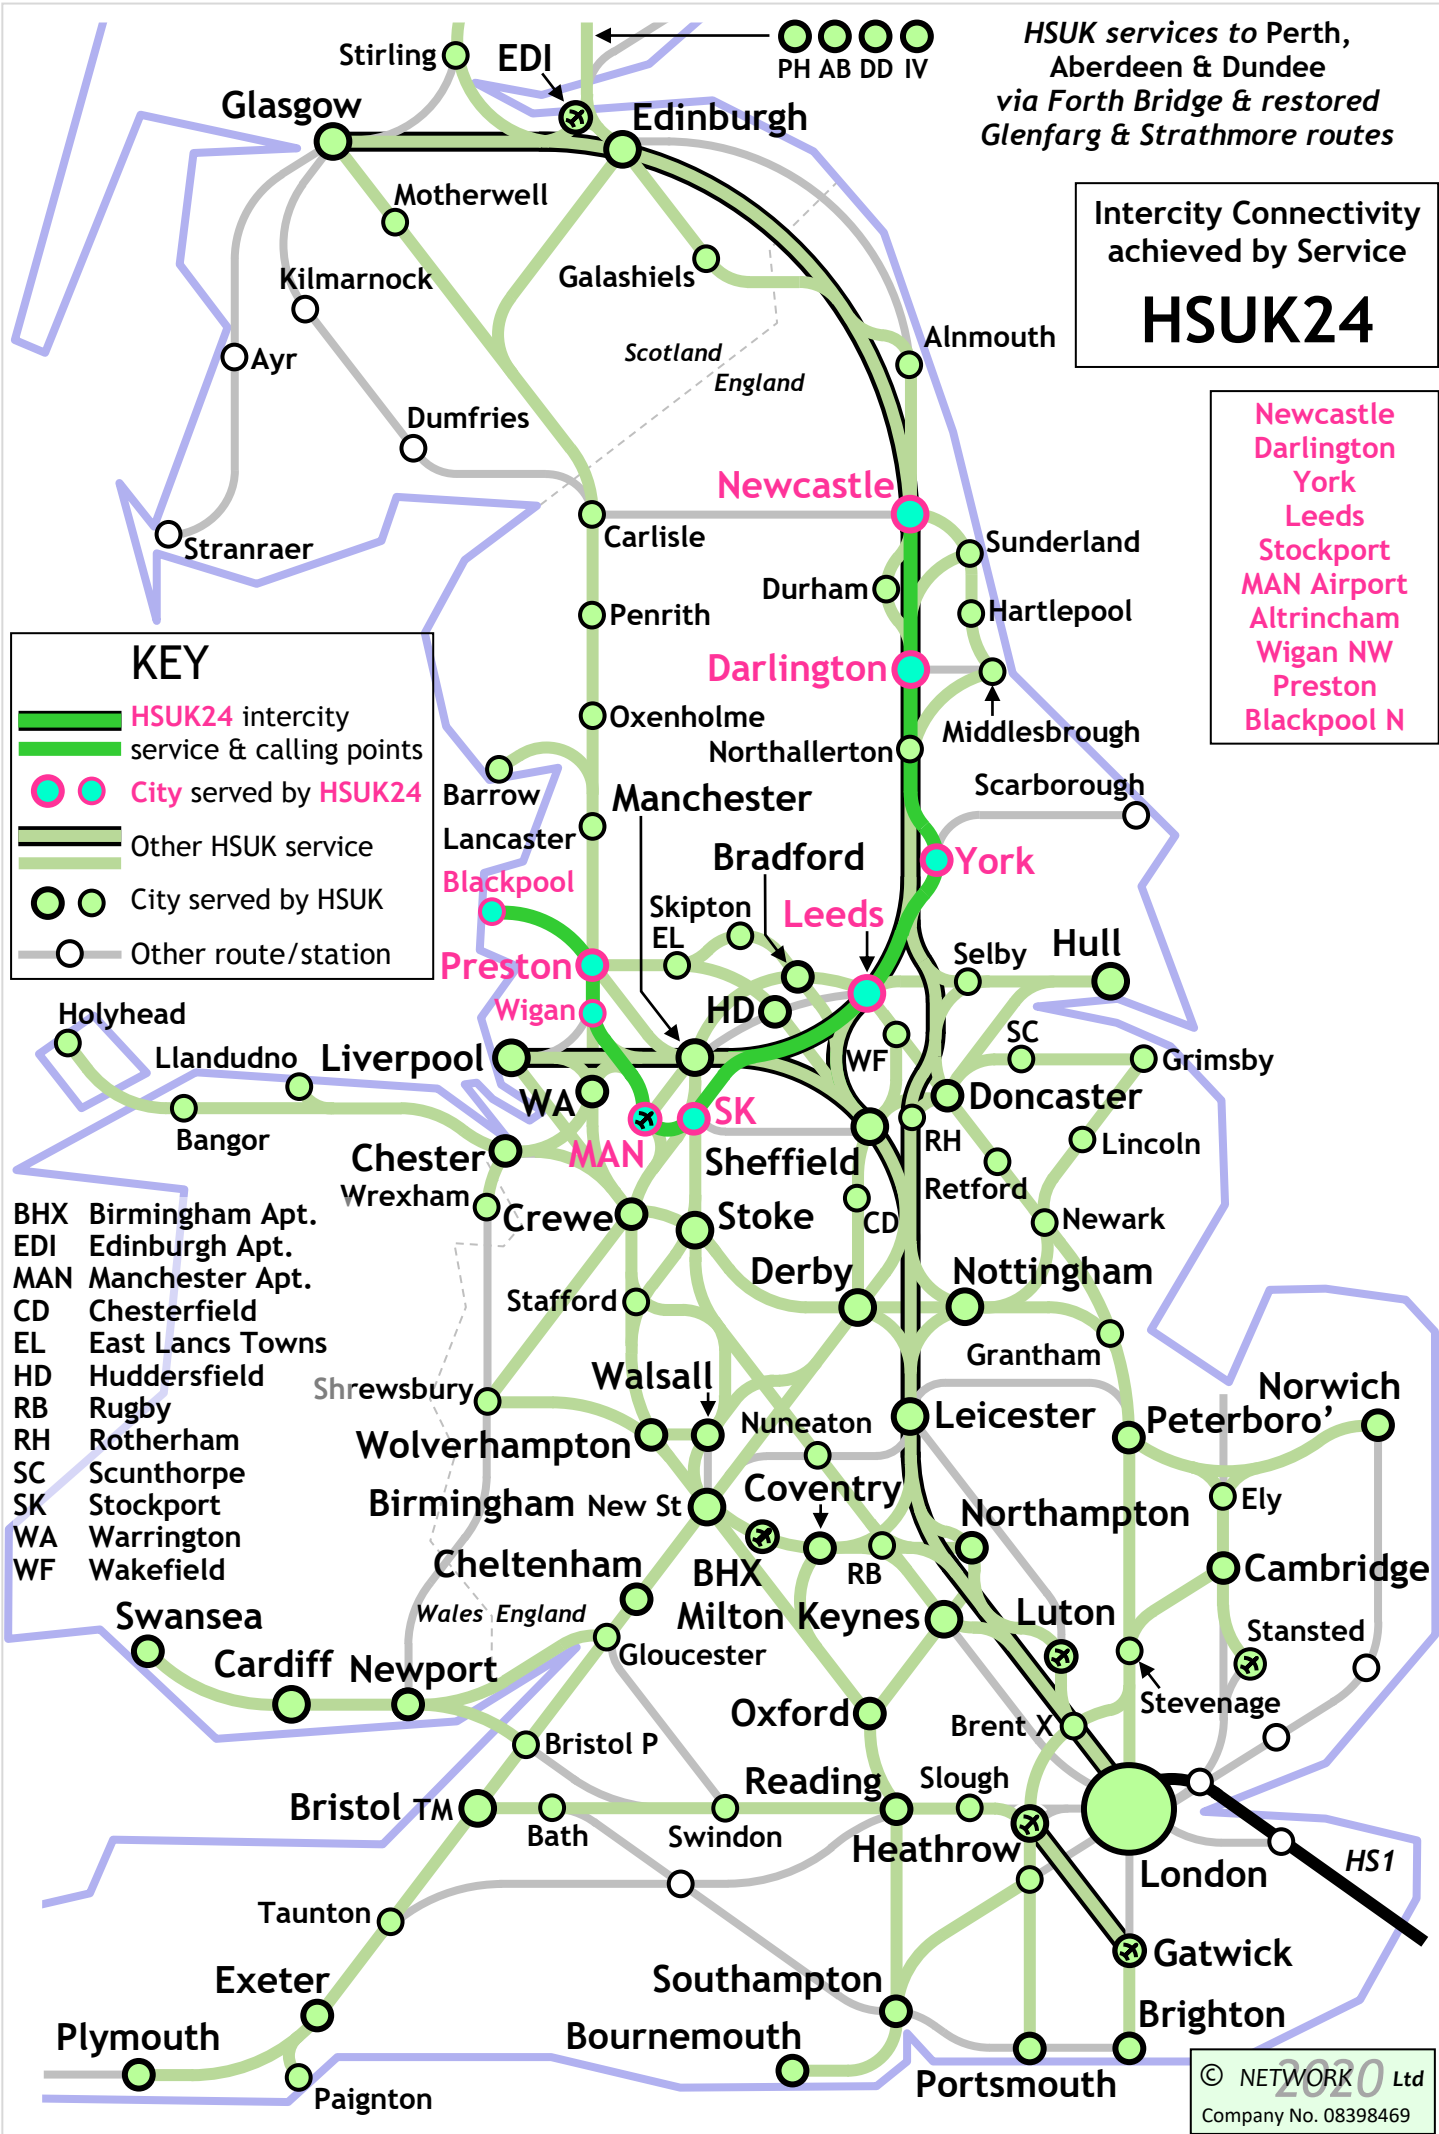 HSUK services to Perth,
Aberdeen & Dundee
via Forth Bridge & restored
Glenfarg & Strathmore routes
PH AB DD IV
Stirling
EDI
Glasgow
Edinburgh
Intercity Connectivity
achieved by Service
HSUK24
Motherwell
Galashiels
Kilmarnock
Ayr
Alnmouth
Scotland
England
Dumfries
Newcastle
Darlington
York
Leeds
Stockport
MAN Airport
Altrincham
Wigan NW
Preston
Blackpool N
Newcastle
Carlisle
Stranraer
Sunderland
Durham
Hartlepool
Penrith
Darlington
Middlesbrough
KEY
HSUK24 intercity
service & calling points
City served by HSUK24
Other HSUK service
City served by HSUK
Other route/station
Oxenholme
Northallerton
Barrow
Manchester
Scarborough
Lancaster
Bradford
York
Blackpool
Skipton
Leeds
EL
Selby
Hull
Preston
Wigan
HD
Holyhead
Llandudno
Liverpool
WF
SC
Grimsby
WA
SK
Doncaster
Bangor
MAN
RH
Lincoln
Chester
Sheffield
Wrexham
Retford
Crewe
Stoke
CD
Newark
BHX Birmingham Apt.
EDI Edinburgh Apt.
MAN Manchester Apt.
CD Chesterfield
EL East Lancs Towns
HD Huddersfield
RB Rugby
RH Rotherham
SC Scunthorpe
SK Stockport
WA Warrington
WF Wakefield
Derby
Nottingham
Stafford
Grantham
Walsall
Shrewsbury
Norwich
Nuneaton
Leicester
Peterboro’
Wolverhampton
Coventry
Birmingham New St
Ely
Northampton
Cheltenham
BHX
RB
Cambridge
Wales England
Milton Keynes
Luton
Swansea
Stansted
Gloucester
Cardiff
Newport
Stevenage
Oxford
Brent X
Bristol P
Reading
Slough
Bristol TM
Bath
Swindon
Heathrow
London
HS1
Taunton
Gatwick
Exeter
Southampton
Brighton
Plymouth
Bournemouth
Portsmouth
Paignton
© NETWORK 2020 Ltd
Company No. 08398469